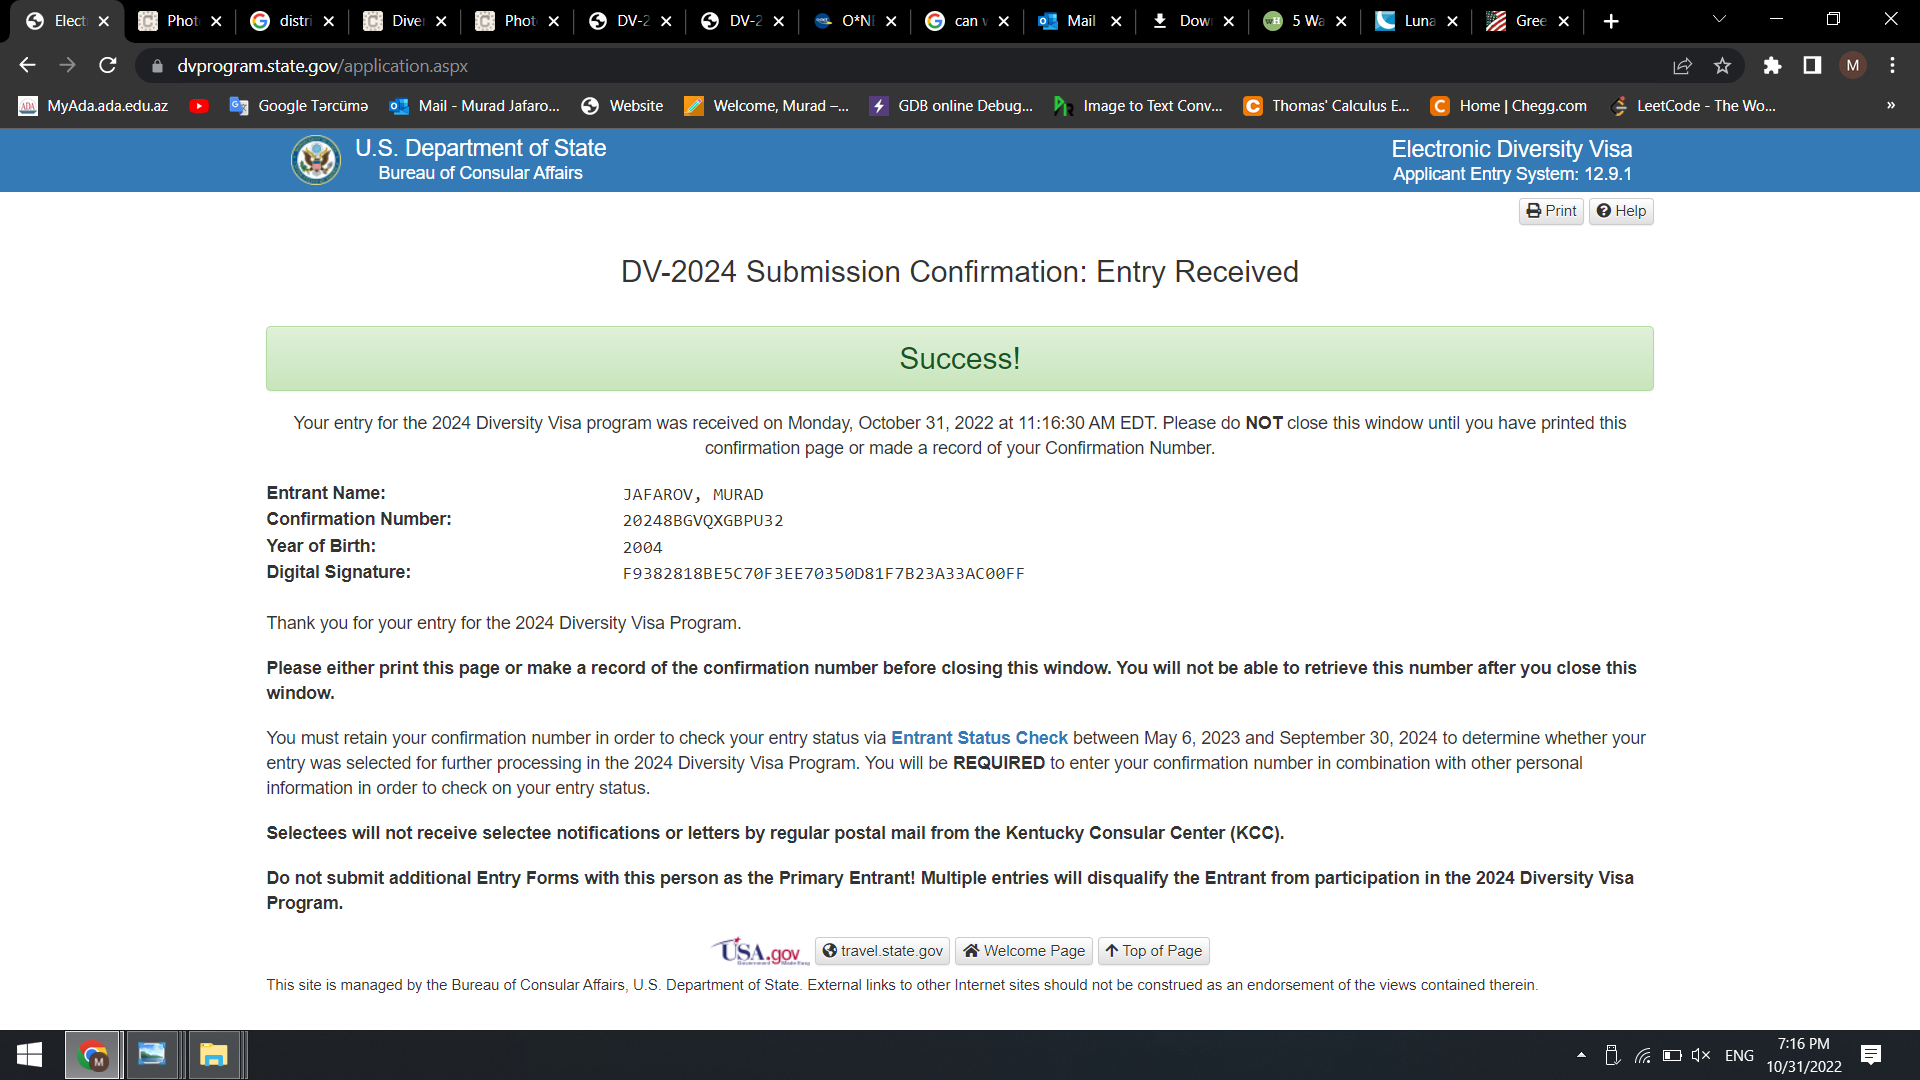 Elect Phot distri Diver Phot DV-2 DV-2 O*NE can w Mail Dow 5 Wa Luna Gree
dvprogram.state.gov/application.aspx M
MyAda.ada.edu.az Google Tərcümə Mail - Murad Jafaro... Website Welcome, Murad –... GDB online Debug... Image to Text Conv... Thomas' Calculus E... Home | Chegg.com LeetCode - The Wo... »
U.S. Department of State
Bureau of Consular Affairs
Electronic Diversity Visa
Applicant Entry System: 12.9.1
Print Help
DV-2024 Submission Confirmation: Entry Received
Success!
Your entry for the 2024 Diversity Visa program was received on Monday, October 31, 2022 at 11:16:30 AM EDT. Please do NOT close this window until you have printed this
confirmation page or made a record of your Confirmation Number.
Entrant Name: JAFAROV, MURAD
Confirmation Number: 20248BGVQXGBPU32
Year of Birth: 2004
Digital Signature: F9382818BE5C70F3EE70350D81F7B23A33AC00FF
Thank you for your entry for the 2024 Diversity Visa Program.
Please either print this page or make a record of the confirmation number before closing this window. You will not be able to retrieve this number after you close this
window.
You must retain your confirmation number in order to check your entry status via Entrant Status Check between May 6, 2023 and September 30, 2024 to determine whether your
entry was selected for further processing in the 2024 Diversity Visa Program. You will be REQUIRED to enter your confirmation number in combination with other personal
information in order to check on your entry status.
Selectees will not receive selectee notifications or letters by regular postal mail from the Kentucky Consular Center (KCC).
Do not submit additional Entry Forms with this person as the Primary Entrant! Multiple entries will disqualify the Entrant from participation in the 2024 Diversity Visa
Program.
USA.gov travel.state.gov Welcome Page Top of Page
This site is managed by the Bureau of Consular Affairs, U.S. Department of State. External links to other Internet sites should not be construed as an endorsement of the views contained therein.
ENG 7:16 PM
10/31/2022